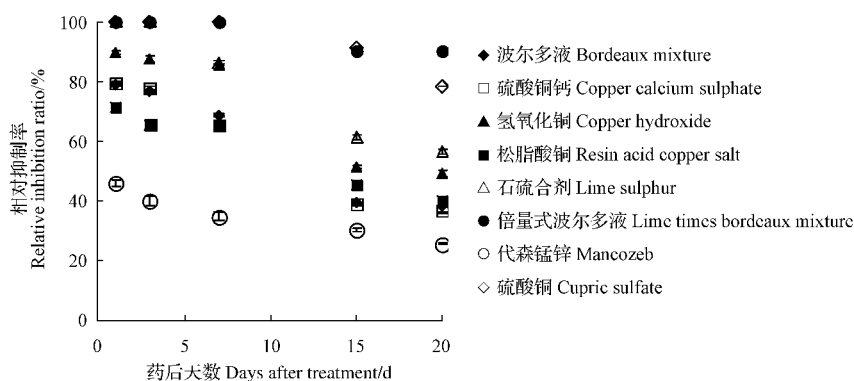 相对抑制率
Relative inhibition ratio/%
100
80
60
40
20
0
0 5 10 15 20
药后天数 Days after treatment/d
波尔多液 Bordeaux mixture
硫酸铜钙 Copper calcium sulphate
氢氧化铜 Copper hydroxide
松脂酸铜 Resin acid copper salt
石硫合剂 Lime sulphur
倍量式波尔多液 Lime times bordeaux mixture
代森锰锌 Mancozeb
硫酸铜 Cupric sulfate